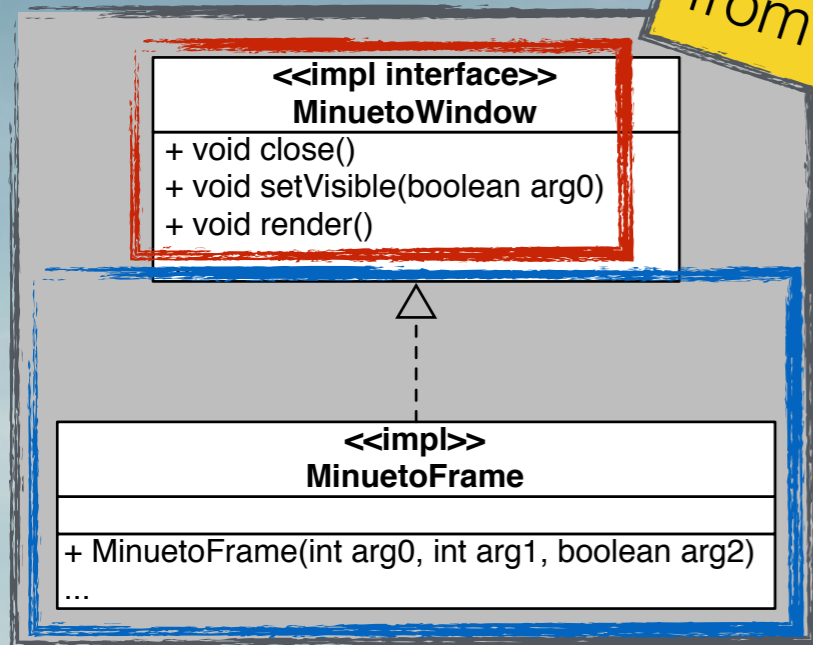 from
<<impl interface>>
MinuetoWindow
+ void close()
+ void setVisible(boolean arg0)
+ void render()
<<impl>>
MinuetoFrame
+ MinuetoFrame(int arg0, int arg1, boolean arg2)
...